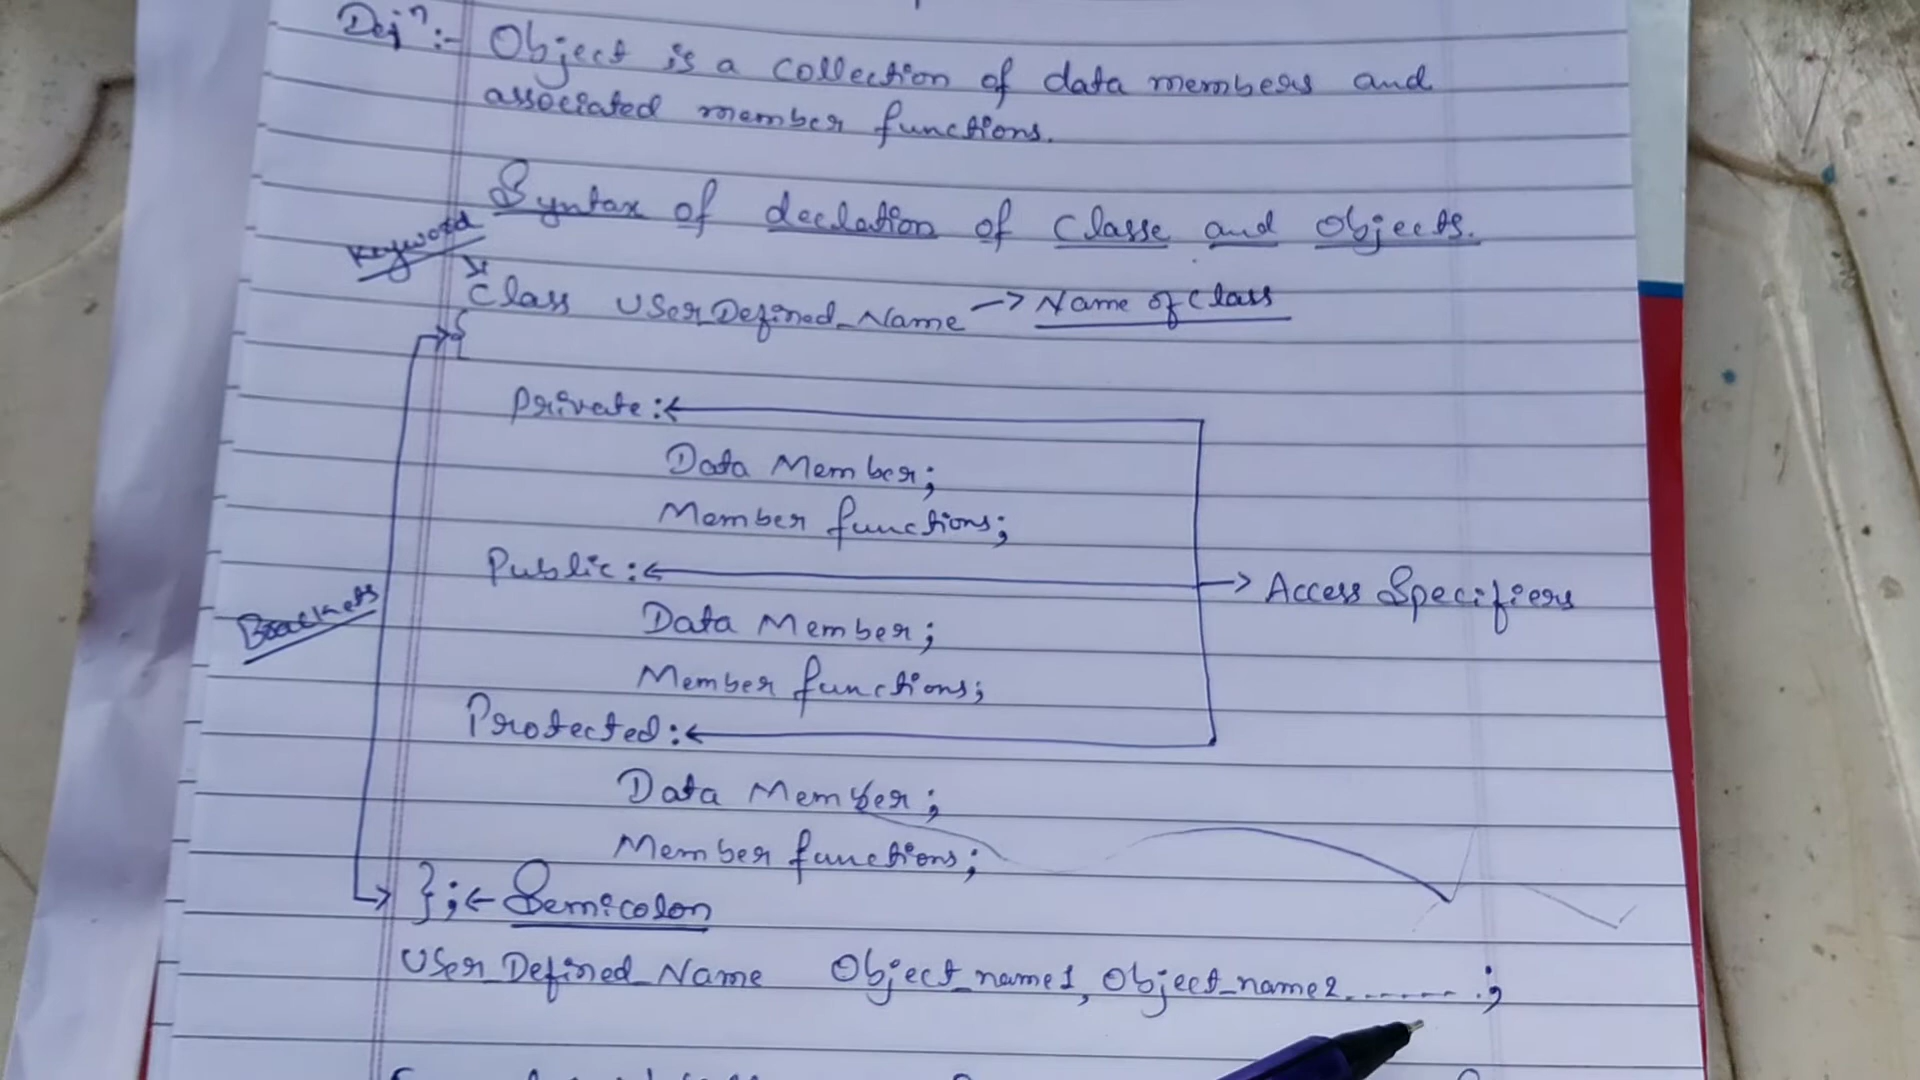 Defⁿ :- Object is a collection of data members and
associated member functions.
Syntax of declation of Classe and Objects.
Keyword
Class User_Defined_Name → Name of Class
{
Private :←
Data Member;
Member functions;
Public :← → Access Specifiers
Brackets
Data Member;
Member functions;
Protected :←
Data Member;
Member functions;
};← Semicolon
User_Defined_Name Object_name1, Object_name2 ....... ;